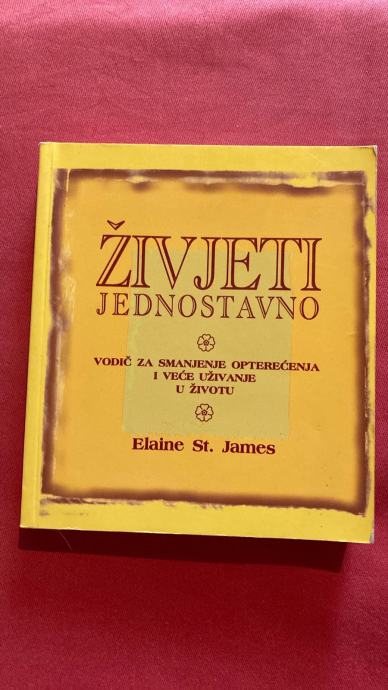 ŽIVJETI
JEDNOSTAVNO
VODIČ ZA SMANJENJE OPTEREĆENJA
I VEĆE UŽIVANJE
U ŽIVOTU
Elaine St. James